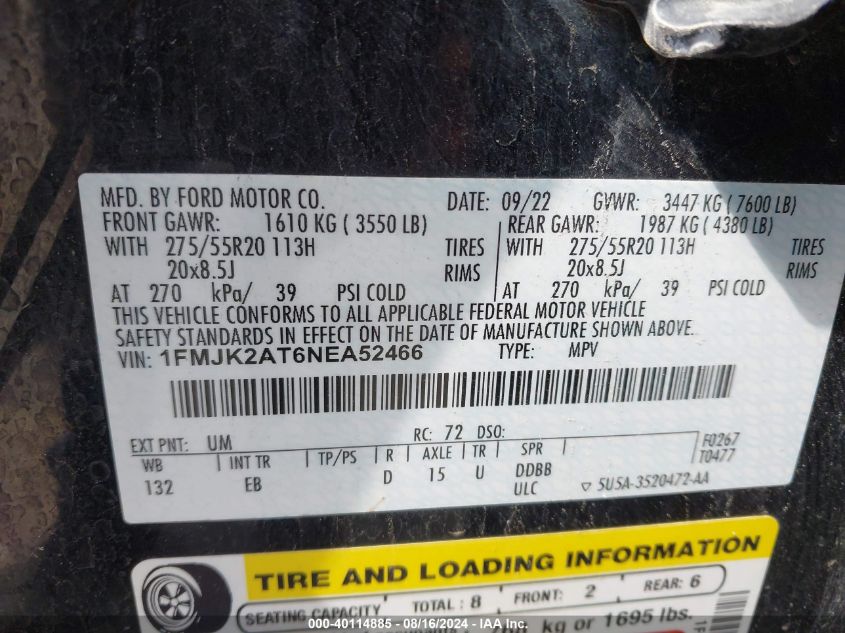 MFD. BY FORD MOTOR CO. DATE: 09/22 GVWR: 3447 KG ( 7600 LB)
FRONT GAWR: 1610 KG ( 3550 LB) REAR GAWR: 1987 KG ( 4380 LB)
WITH 275/55R20 113H TIRES WITH 275/55R20 113H TIRES
20x8.5J RIMS 20x8.5J RIMS
AT 270 kPa/ 39 PSI COLD AT 270 kPa/ 39 PSI COLD
THIS VEHICLE CONFORMS TO ALL APPLICABLE FEDERAL MOTOR VEHICLE
SAFETY STANDARDS IN EFFECT ON THE DATE OF MANUFACTURE SHOWN ABOVE.
VIN: 1FMJK2AT6NEA52466 TYPE: MPV
EXT PNT: UM RC: 72 DSO: F0267
WB INT TR TP/PS R AXLE TR SPR T0477
132 EB D 15 U DDBB
ULC 5U5A-3520472-AA
TIRE AND LOADING INFORMATION
SEATING CAPACITY TOTAL : 8 FRONT: 2 REAR: 6
kg or 1695 lbs.
000-40114885 - 08/16/2024 - IAAI, Inc.